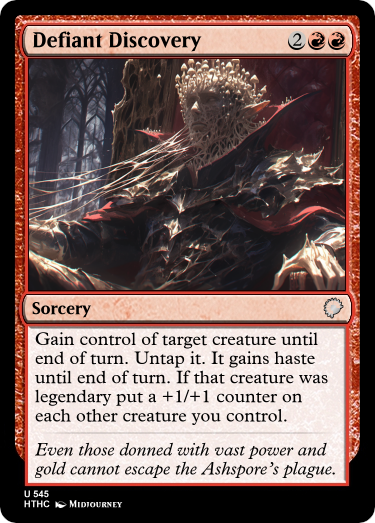 Defiant Discovery 2
Sorcery
Gain control of target creature until
end of turn. Untap it. It gains haste
until end of turn. If that creature was
legendary put a +1/+1 counter on
each other creature you control.
Even those donned with vast power and
gold cannot escape the Ashspore's plague.
U 545
HTHC Midjourney